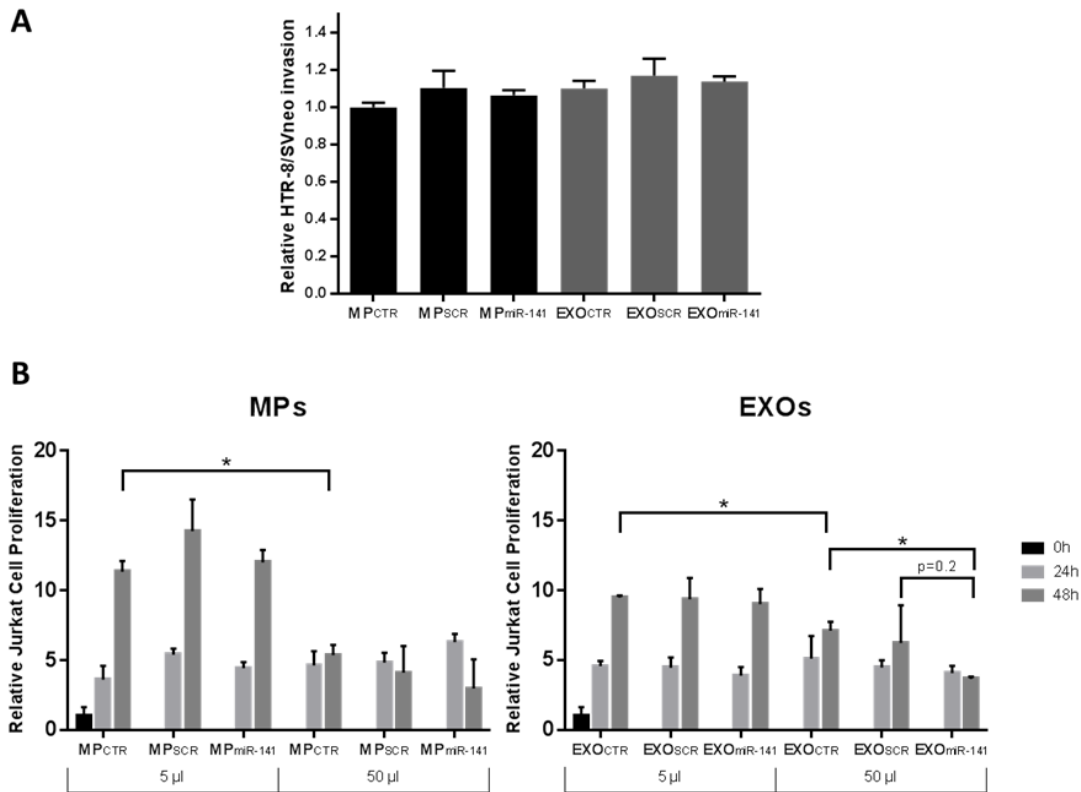 A
Relative HTR-8/SVneo invasion
1.4
1.2
1.0
0.8
0.6
0.4
0.2
0.0
MPCTR MPSCR MPmiR-141 EXOCTR EXOSCR EXOmiR-141
B
MPs
Relative Jurkat Cell Proliferation
20
15
10
5
0
*
MPCTR MPSCR MPmiR-141 MPCTR MPSCR MPmiR-141
5 µl 50 µl
EXOs
Relative Jurkat Cell Proliferation
20
15
10
5
0
*
*
p=0.2
EXOCTR EXOSCR EXOmiR-141 EXOCTR EXOSCR EXOmiR-141
5 µl 50 µl
0h
24h
48h